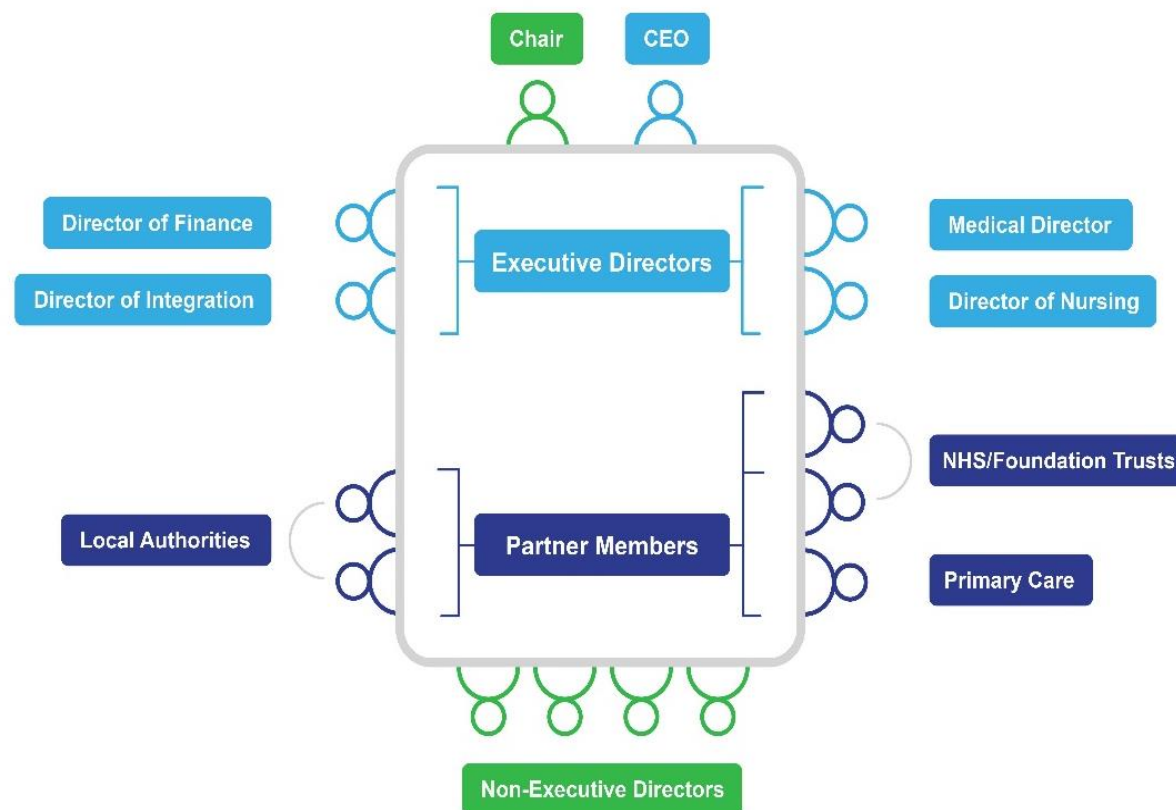 Chair
CEO
Director of Finance
Executive Directors
Medical Director
Director of Integration
Director of Nursing
NHS/Foundation Trusts
Local Authorities
Partner Members
Primary Care
Non-Executive Directors